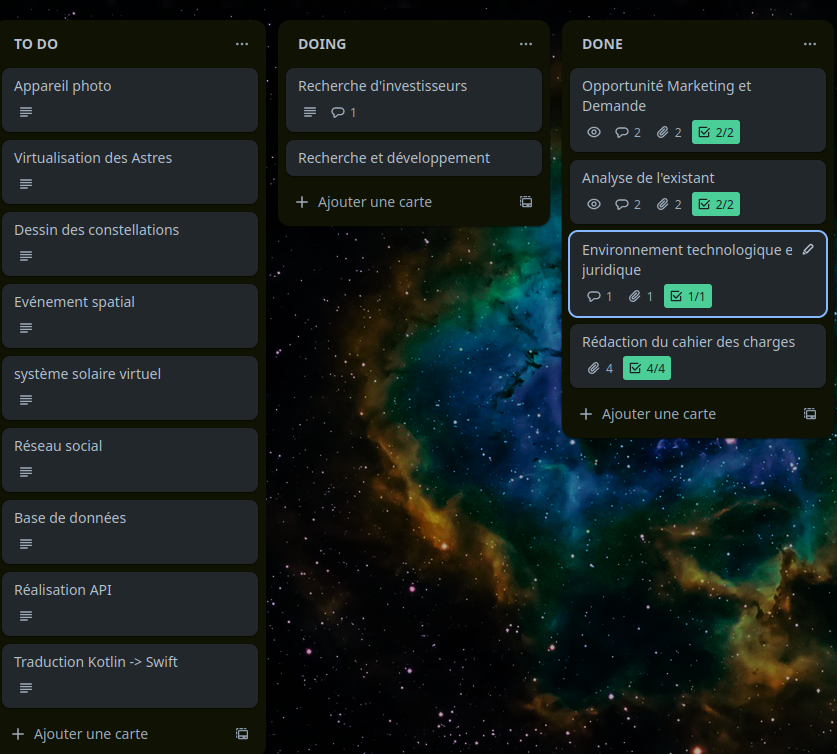 TO DO
Appareil photo
Virtualisation des Astres
Dessin des constellations
Evénement spatial
système solaire virtuel
Réseau social
Base de données
Réalisation API
Traduction Kotlin -> Swift
Ajouter une carte
DOING
Recherche d'investisseurs
1
Recherche et développement
Ajouter une carte
DONE
Opportunité Marketing et
Demande
2 2 2/2
Analyse de l'existant
2 2 2/2
Environnement technologique e
juridique
1 1 1/1
Rédaction du cahier des charges
4 4/4
Ajouter une carte